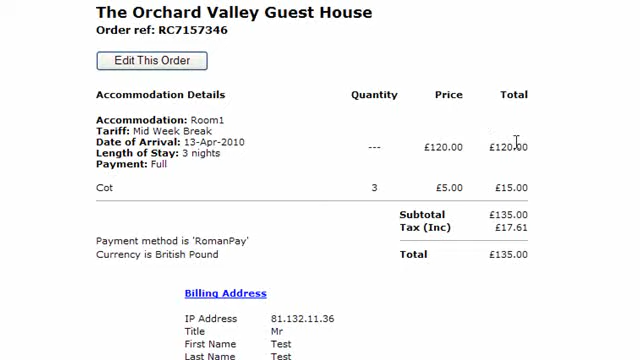 The Orchard Valley Guest House
Order ref: RC7157346
Edit This Order
Accommodation Details Quantity Price Total
Accommodation: Room1
Tariff: Mid Week Break
Date of Arrival: 13-Apr-2010
Length of Stay: 3 nights
Payment: Full
--- £120.00 £120.00
Cot 3 £5.00 £15.00
Subtotal £135.00
Tax (Inc) £17.61
Payment method is 'RomanPay'
Currency is British Pound
Total £135.00
Billing Address
IP Address 81.132.11.36
Title Mr
First Name Test
Last Name Test